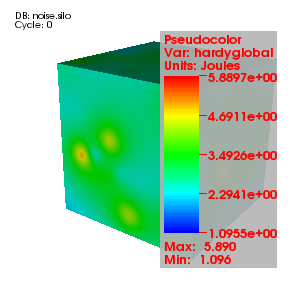 DB: noise.silo
Cycle: 0
Pseudocolor
Var: hardyglobal
Units: Joules
5.8897e+00
4.6911e+00
3.4926e+00
2.2941e+00
1.0955e+00
Max: 5.890
Min: 1.096